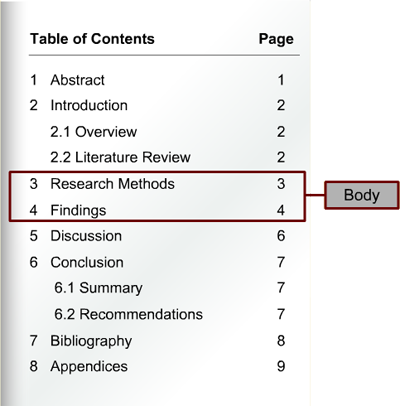 Table of Contents Page
1 Abstract 1
2 Introduction 2
2.1 Overview 2
2.2 Literature Review 2
3 Research Methods 3
Body
4 Findings 4
5 Discussion 6
6 Conclusion 7
6.1 Summary 7
6.2 Recommendations 7
7 Bibliography 8
8 Appendices 9